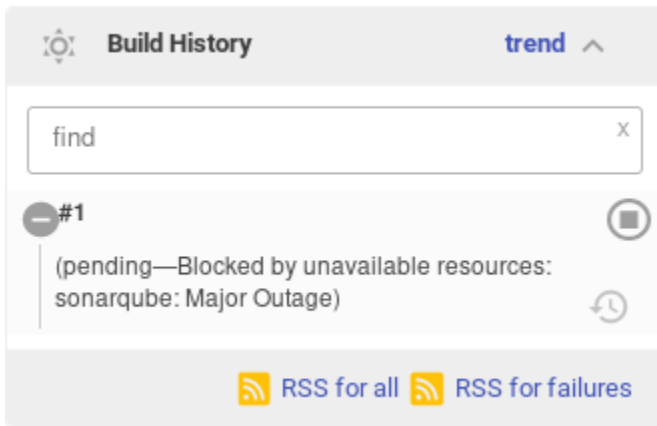 Build History trend
find x
#1
(pending—Blocked by unavailable resources:
sonarqube: Major Outage)
RSS for all RSS for failures